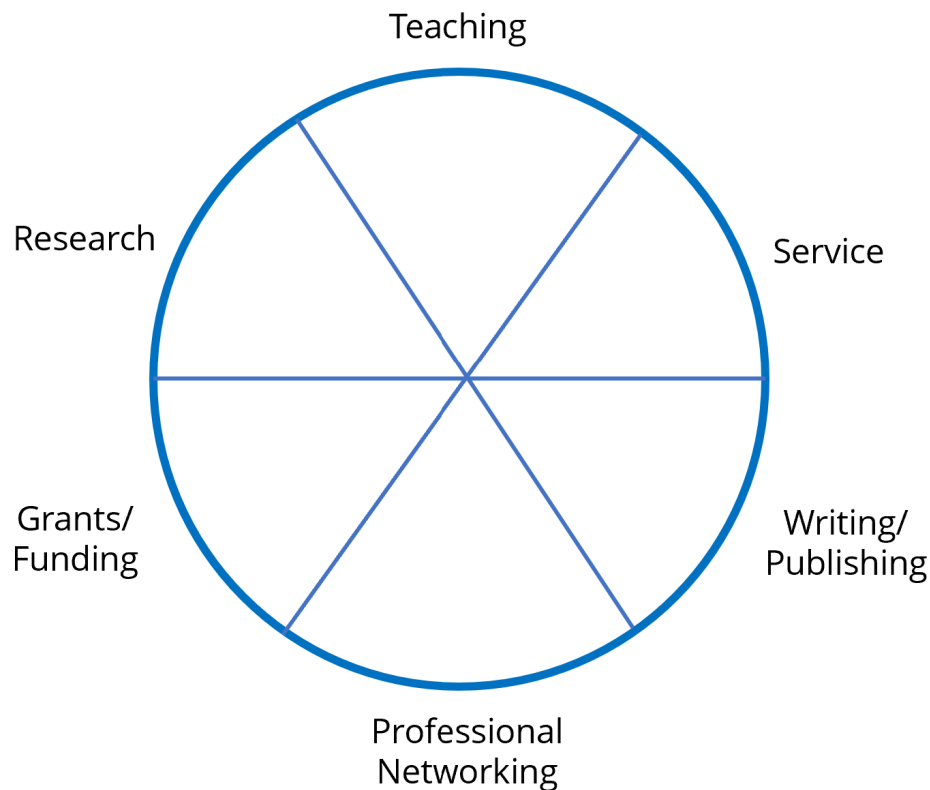 Teaching
Research
Service
Grants/
Funding
Writing/
Publishing
Professional
Networking